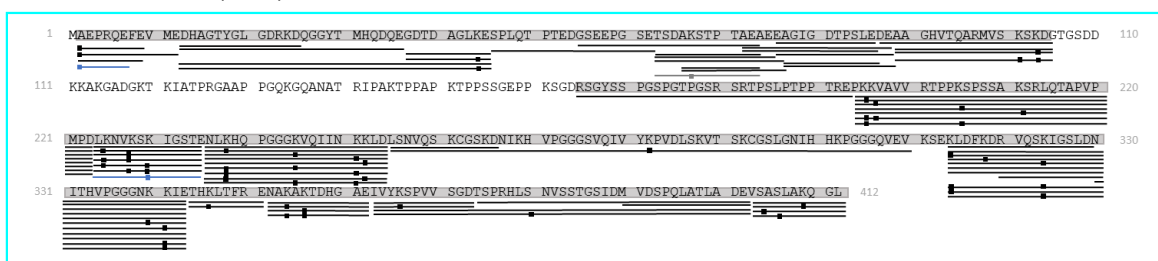 1 MAEPRQEFEV MEDHAGTYGL GDRKDQGGYT MHQDQEGDTD AGLKESPLQT PTEDGSEEPG SETSDAKSTP TAEAEEAGIG DTPSLEDEAA GHVTQARMVS KSKDGTGSDD 110
111 KKAKGADGKT KIATPRGAAP PGQKGQANAT RIPAKTPPAP KTPPSSGEPP KSGDRSGYSS PGSPGTPGSR SRTPSLPTPP TREPKKVAVV RTPPKSPSSA KSRLQTAPVP 220
221 MPDLKNVKSK IGSTENLKHQ PGGGKVQIIN KKLDLSNVQS KCGSKDNIKH VPGGGSVQIV YKPVDLSKVT SKCGSLGNIH HKPGGGQVEV KSEKLDFKDR VQSKIGSLDN 330
331 ITHVPGGGNK KIETHKLTFR ENAKAKTDHG AEIVYKSPVV SGDTSPRHLS NVSSTGSIDM VDSPQLATLA DEVSASLAKQ GL 412